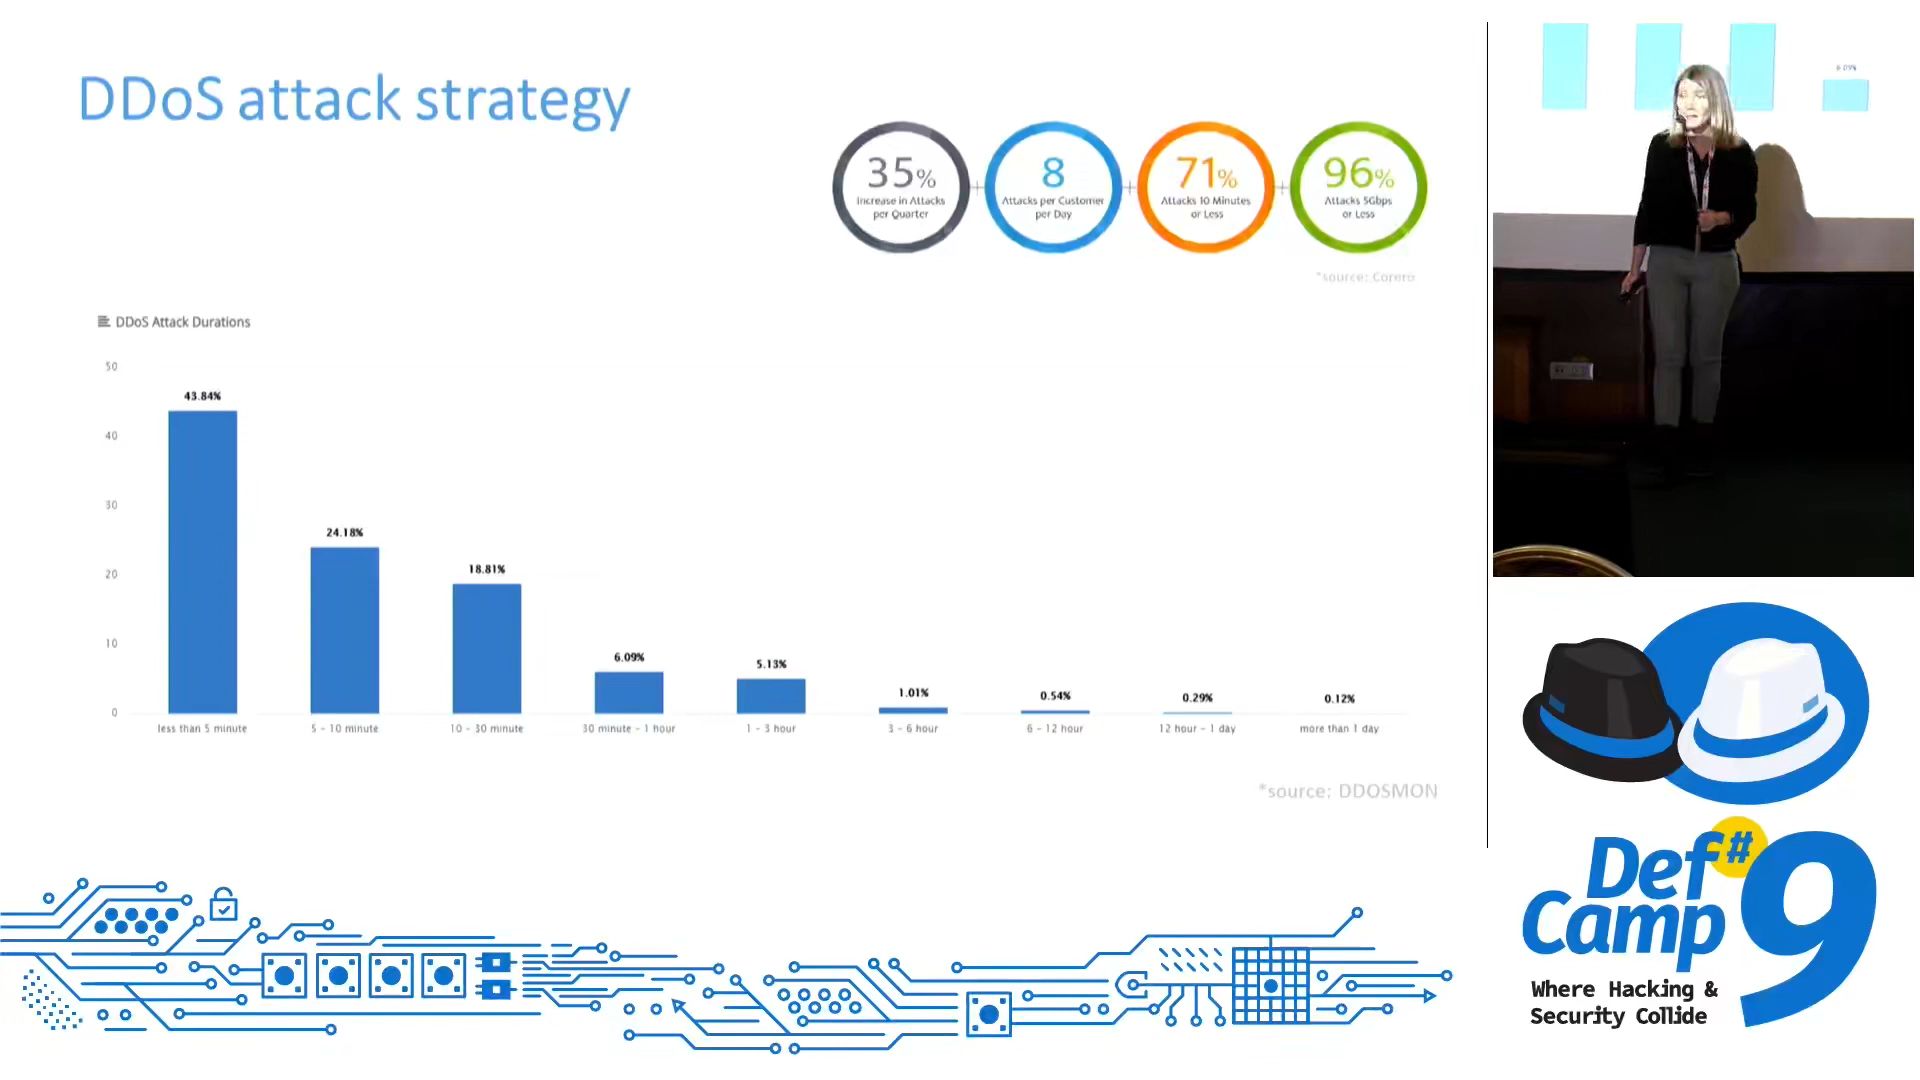 DDoS attack strategy
35%
Increase in Attacks
per Quarter
8
Attacks per Customer
per Day
71%
Attacks 10 Minutes
or Less
96%
Attacks 5Gbps
or Less
*source: Corero
DDoS Attack Durations
50
40
30
20
10
0
43.84%
24.18%
18.81%
6.09%
5.13%
1.01%
0.54%
0.29%
0.12%
less than 5 minute
5 - 10 minute
10 - 30 minute
30 minute - 1 hour
1 - 3 hour
3 - 6 hour
6 - 12 hour
12 hour - 1 day
more than 1 day
*source: DDOSMON
6.09%
Def # 9
Camp
Where Hacking &
Security Collide